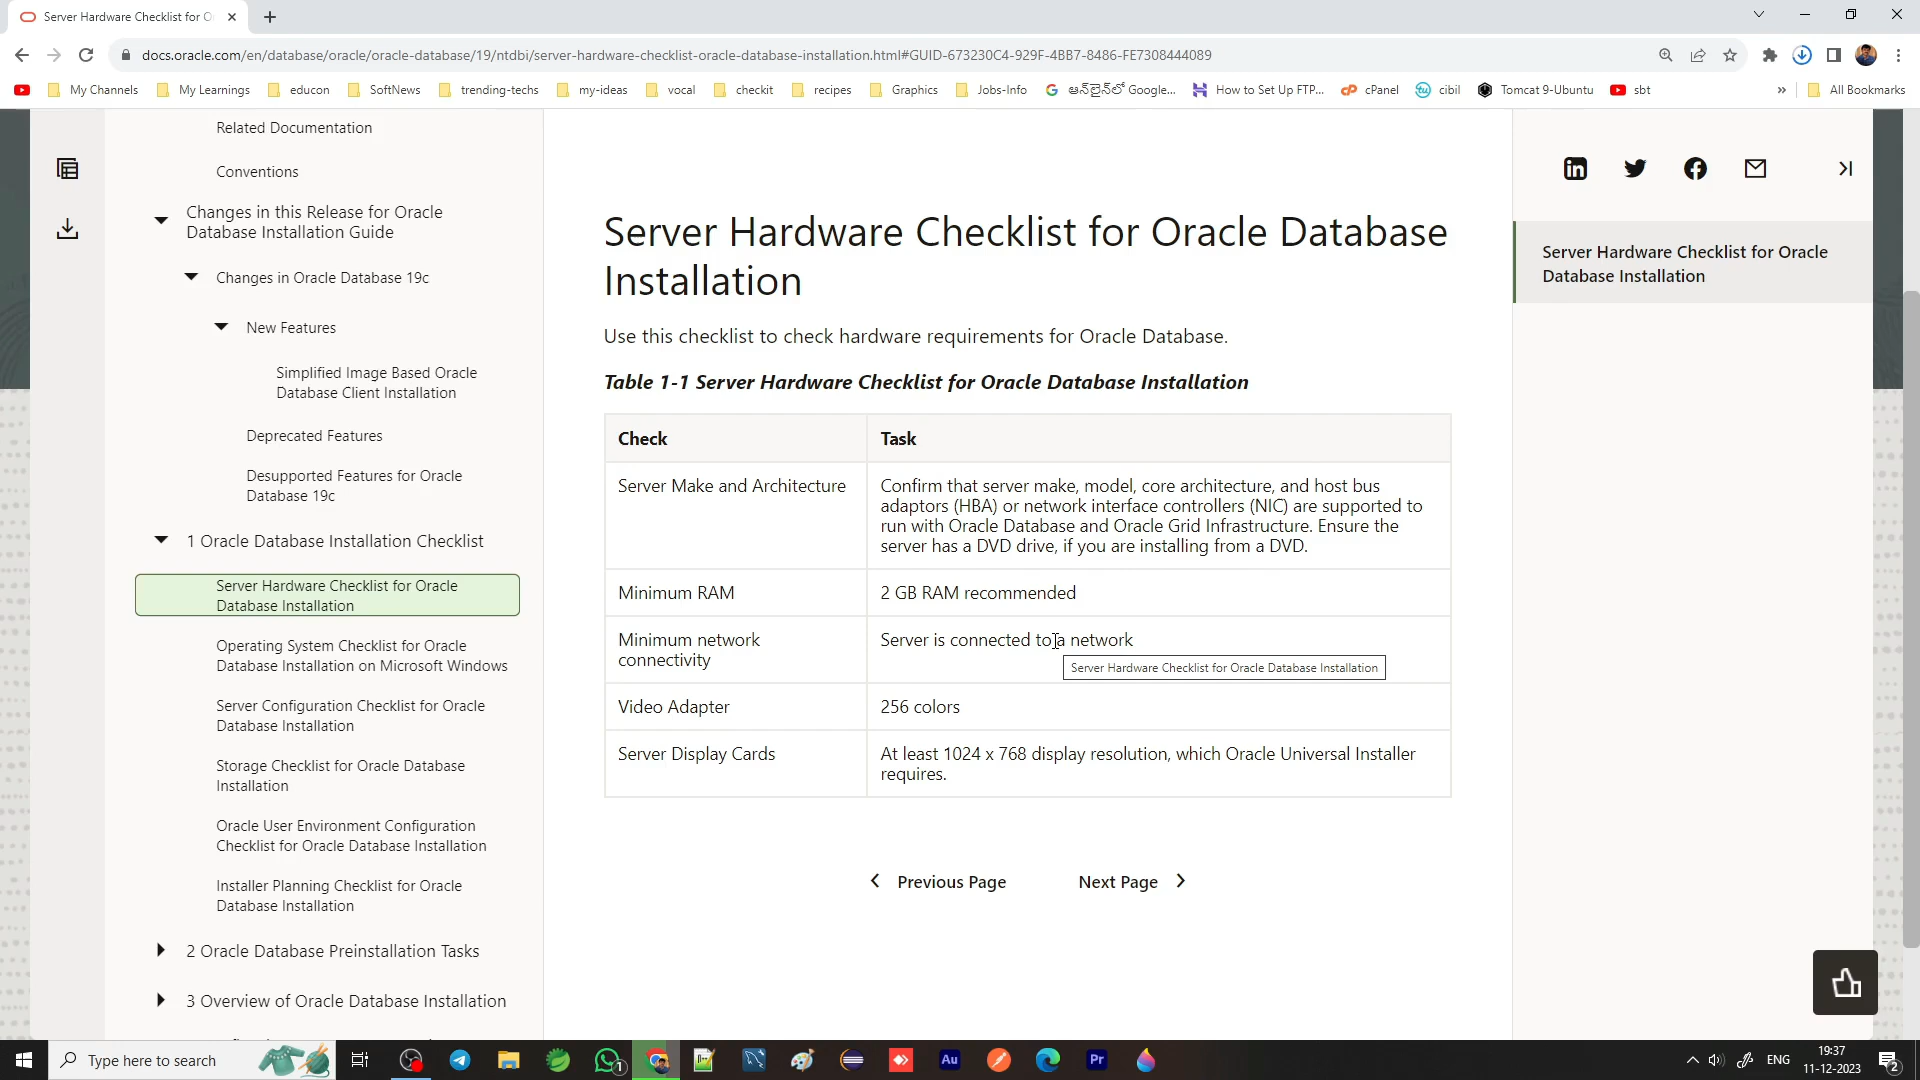 Server Hardware Checklist for O
docs.oracle.com/en/database/oracle/oracle-database/19/ntdbi/server-hardware-checklist-oracle-database-installation.html#GUID-673230C4-929F-4BB7-8486-FE7308444089
My Channels
My Learnings
educon
SoftNews
trending-techs
my-ideas
vocal
checkit
recipes
Graphics
Jobs-Info
ఆన్‌లైన్‌లో Google...
How to Set Up FTP...
cPanel
cibil
Tomcat 9-Ubuntu
sbt
»
All Bookmarks
Related Documentation
Conventions
Changes in this Release for Oracle
Database Installation Guide
Changes in Oracle Database 19c
New Features
Simplified Image Based Oracle
Database Client Installation
Deprecated Features
Desupported Features for Oracle
Database 19c
1 Oracle Database Installation Checklist
Server Hardware Checklist for Oracle
Database Installation
Operating System Checklist for Oracle
Database Installation on Microsoft Windows
Server Configuration Checklist for Oracle
Database Installation
Storage Checklist for Oracle Database
Installation
Oracle User Environment Configuration
Checklist for Oracle Database Installation
Installer Planning Checklist for Oracle
Database Installation
2 Oracle Database Preinstallation Tasks
3 Overview of Oracle Database Installation
Server Hardware Checklist for Oracle Database
Installation
Use this checklist to check hardware requirements for Oracle Database.
Table 1-1 Server Hardware Checklist for Oracle Database Installation
Check
Task
Server Make and Architecture
Confirm that server make, model, core architecture, and host bus
adaptors (HBA) or network interface controllers (NIC) are supported to
run with Oracle Database and Oracle Grid Infrastructure. Ensure the
server has a DVD drive, if you are installing from a DVD.
Minimum RAM
2 GB RAM recommended
Minimum network
connectivity
Server is connected to a network
Server Hardware Checklist for Oracle Database Installation
Video Adapter
256 colors
Server Display Cards
At least 1024 x 768 display resolution, which Oracle Universal Installer
requires.
Previous Page
Next Page
Server Hardware Checklist for Oracle
Database Installation
Type here to search
1
Au
Pr
ENG
19:37
11-12-2023
2